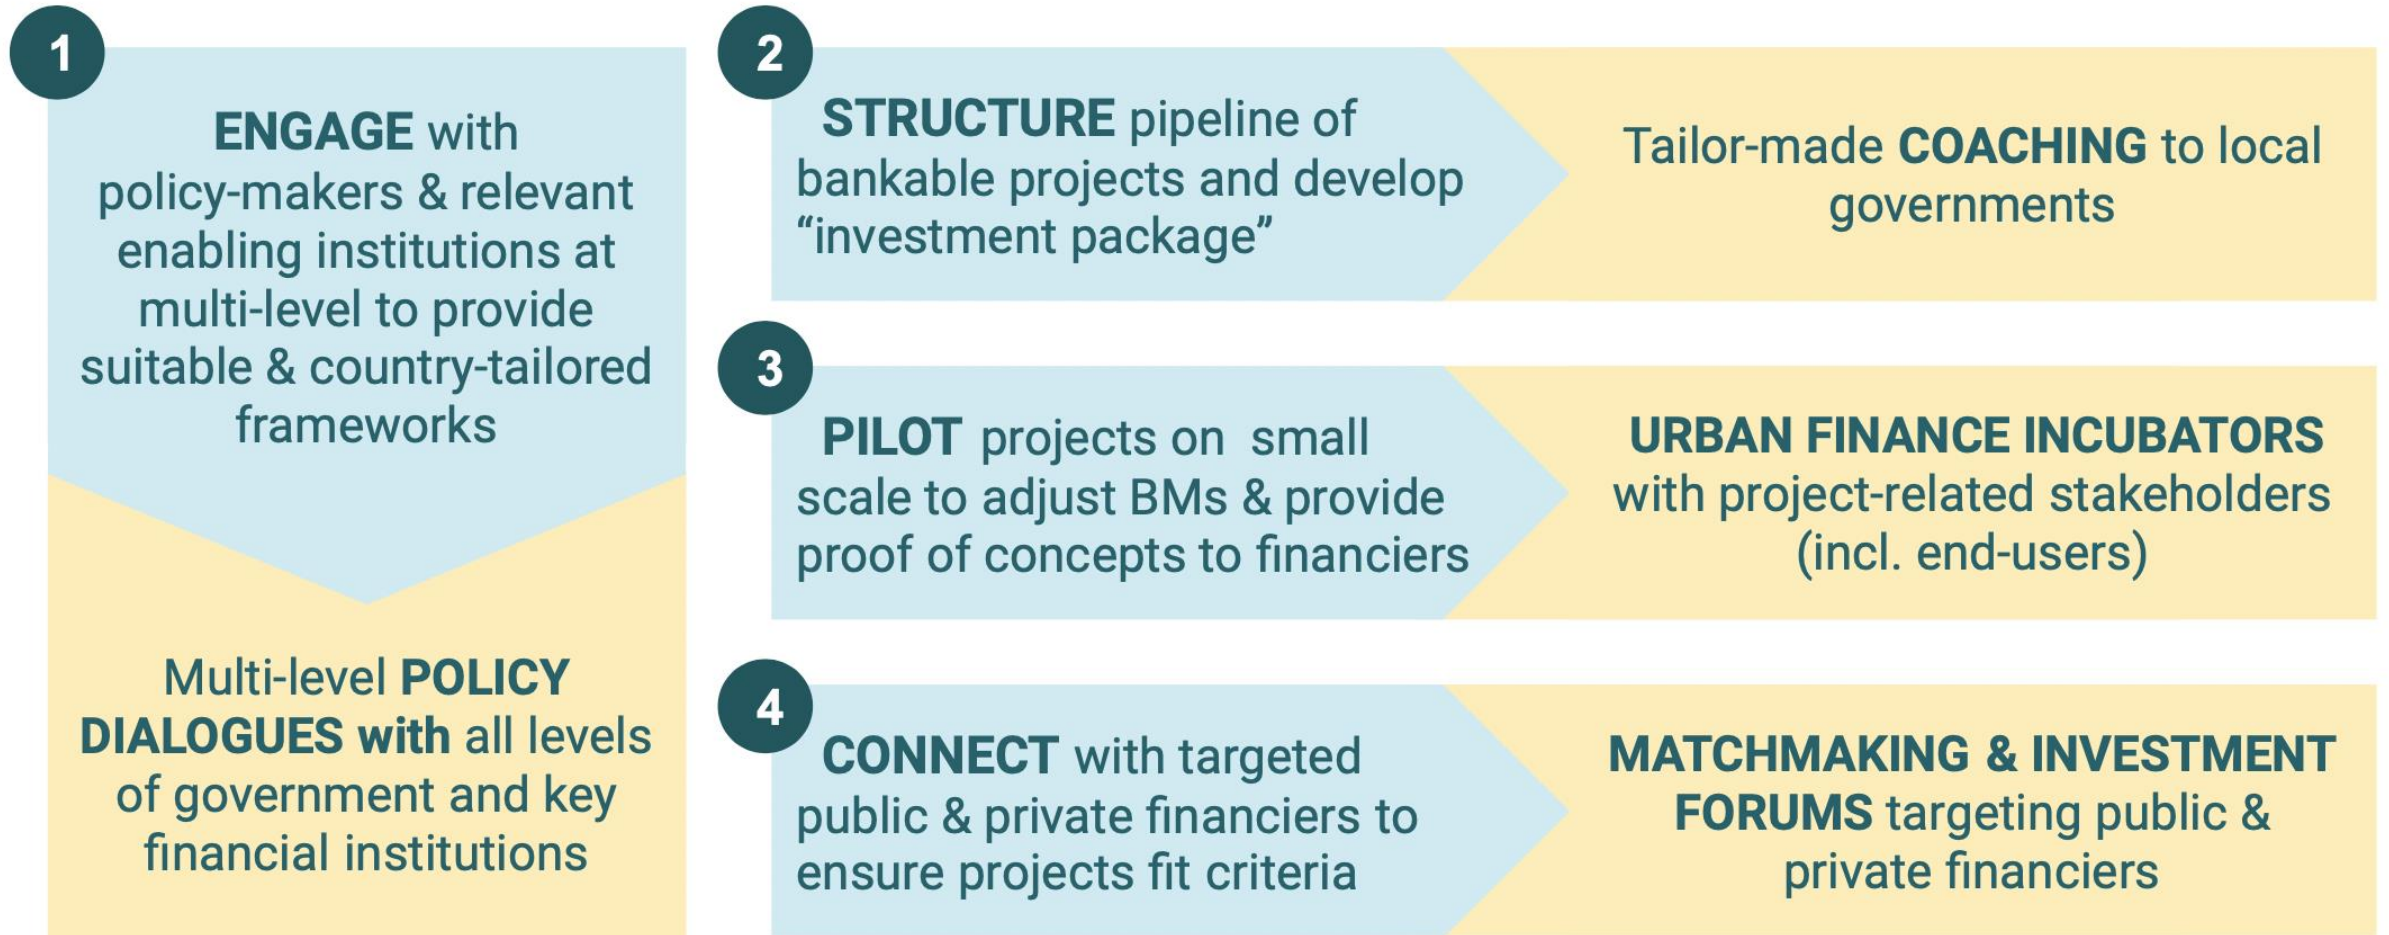 1
ENGAGE with
policy-makers & relevant
enabling institutions at
multi-level to provide
suitable & country-tailored
frameworks
Multi-level POLICY
DIALOGUES with all levels
of government and key
financial institutions
2
STRUCTURE pipeline of
bankable projects and develop
“investment package”
Tailor-made COACHING to local
governments
3
PILOT projects on small
scale to adjust BMs & provide
proof of concepts to financiers
URBAN FINANCE INCUBATORS
with project-related stakeholders
(incl. end-users)
4
CONNECT with targeted
public & private financiers to
ensure projects fit criteria
MATCHMAKING & INVESTMENT
FORUMS targeting public &
private financiers